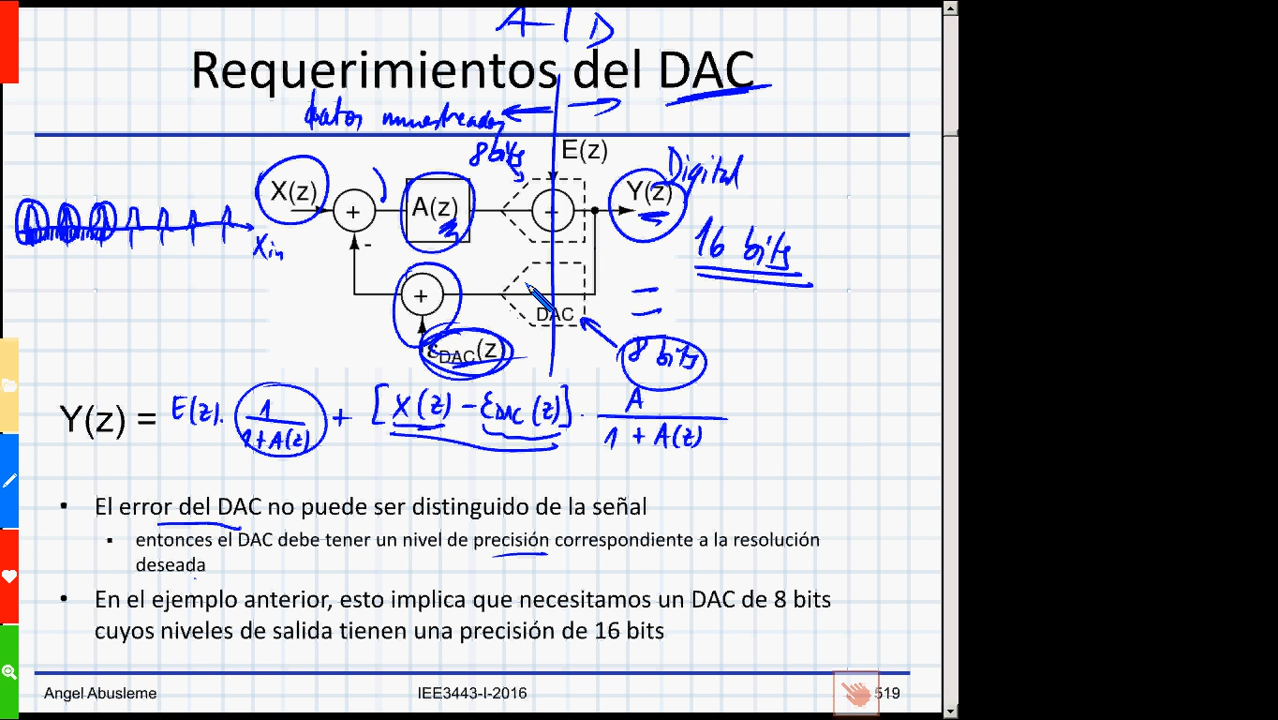 A | D
Requerimientos del DAC
datos muestreados
8 bits
E(z)
X(z)
+
A(z)
+
Y(z)
Digital
Xin
-
16 bits
+
DAC
=
εDAC(z)
8 bits
Y(z) = E(z). 1/(1+A(z)) + [X(z) - εDAC(z)] · A/(1 + A(z))
• El error del DAC no puede ser distinguido de la señal
▪ entonces el DAC debe tener un nivel de precisión correspondiente a la resolución
deseada
• En el ejemplo anterior, esto implica que necesitamos un DAC de 8 bits
cuyos niveles de salida tienen una precisión de 16 bits
Angel Abusleme
IEE3443-I-2016
519